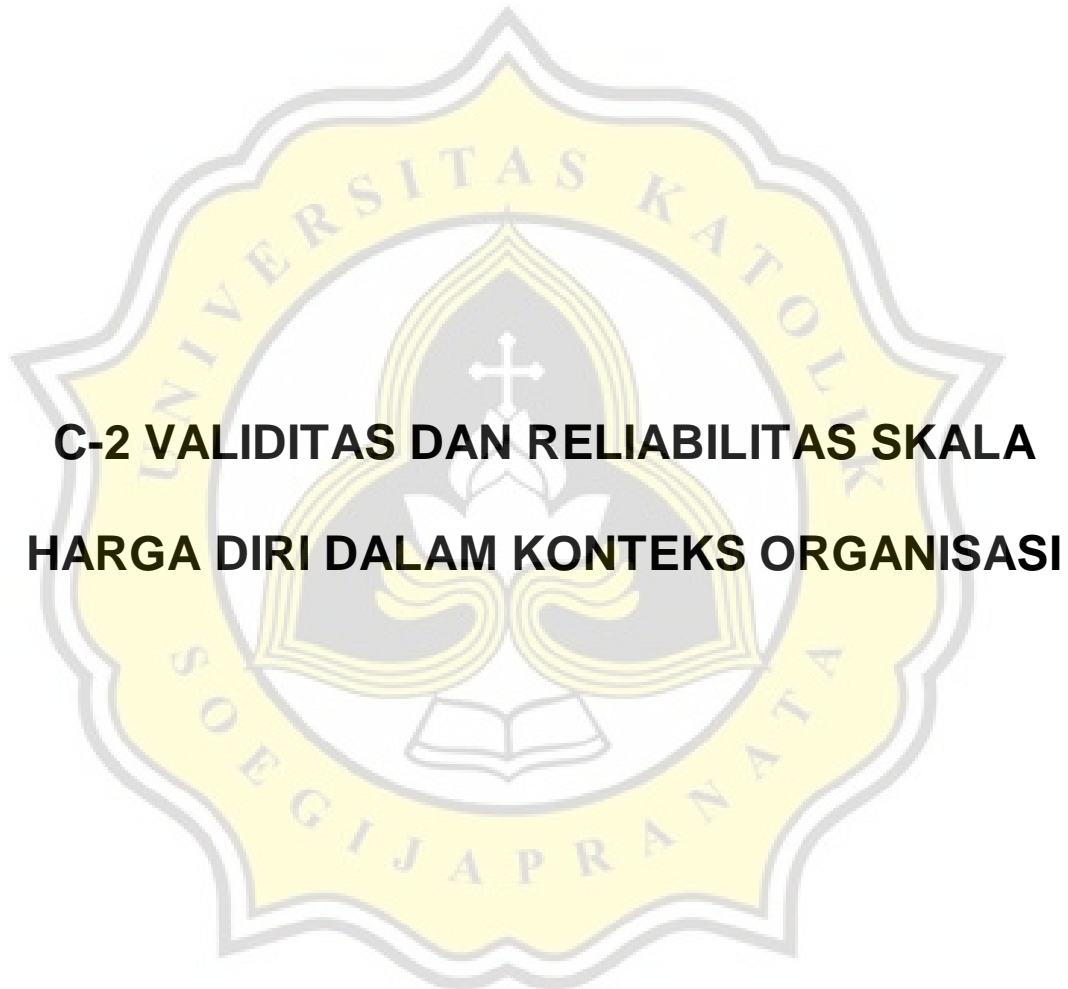 UNIVERSITAS KATOLIK
C-2 VALIDITAS DAN RELIABILITAS SKALA
HARGA DIRI DALAM KONTEKS ORGANISASI
SOEGIJAPRANATA